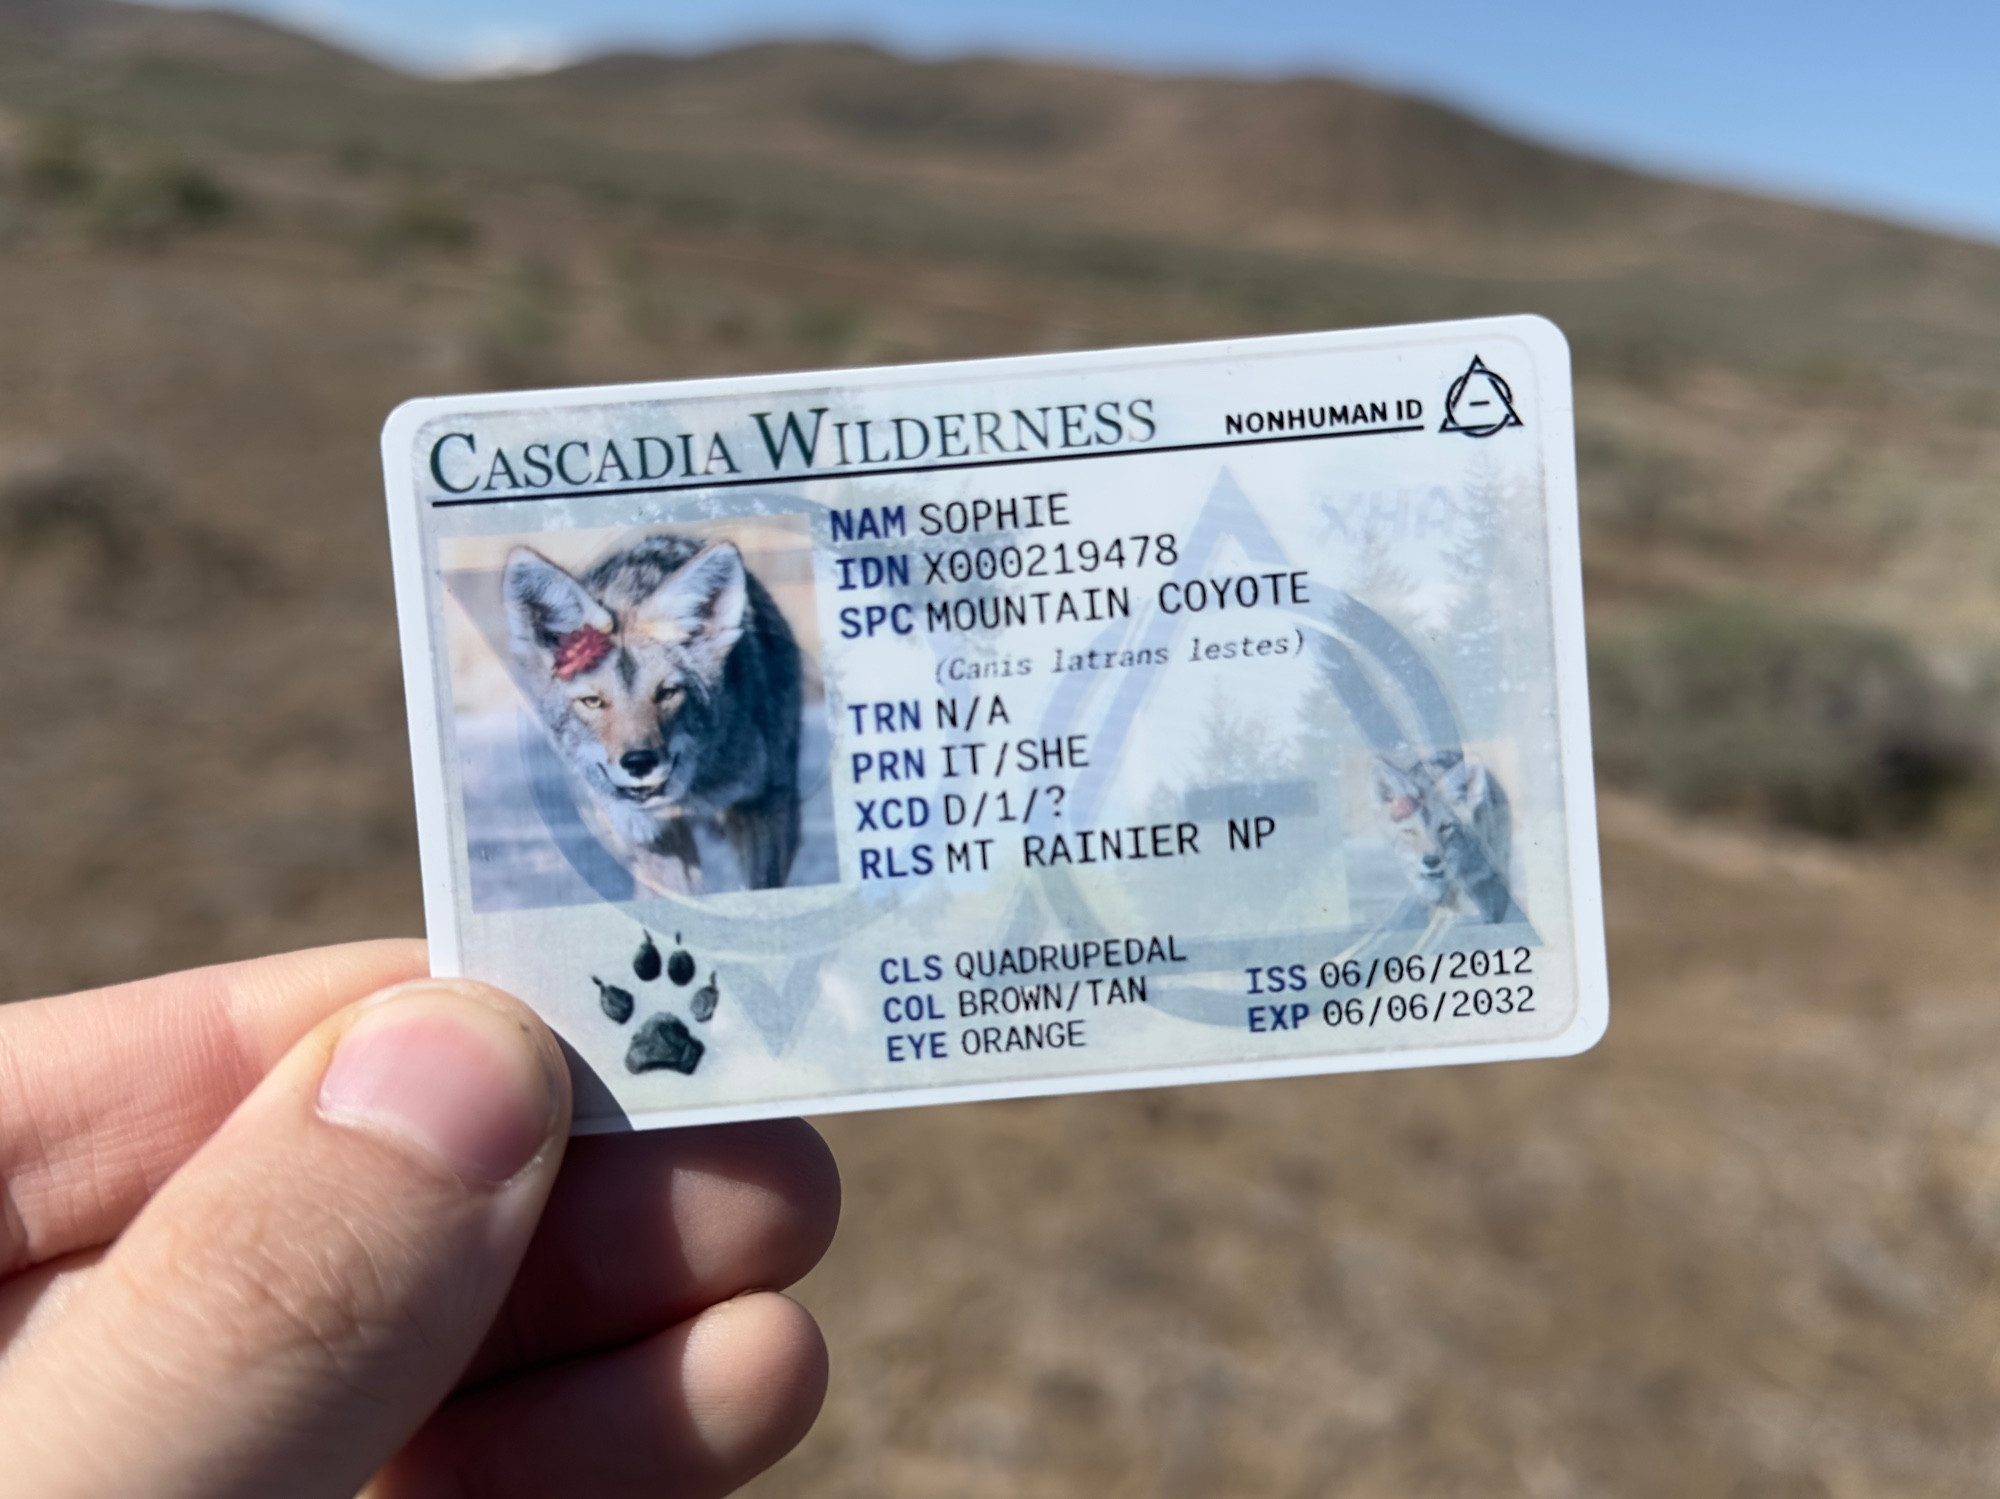 CASCADIA WILDERNESS
NONHUMAN ID
NAM SOPHIE
IDN X000219478
SPC MOUNTAIN COYOTE
(Canis latrans lestes)
TRN N/A
PRN IT/SHE
XCD D/1/?
RLS MT RAINIER NP
CLS QUADRUPEDAL
COL BROWN/TAN
EYE ORANGE
ISS 06/06/2012
EXP 06/06/2032